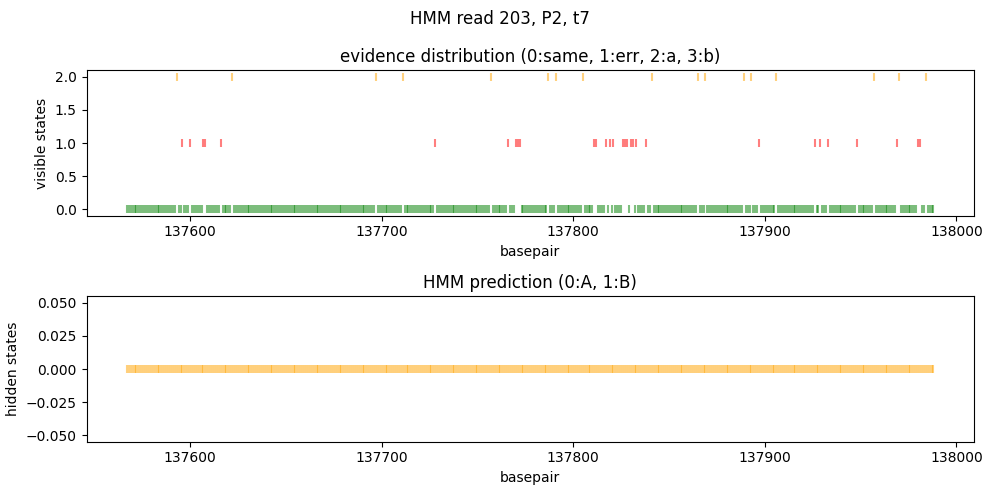 HMM read 203, P2, t7
evidence distribution (0:same, 1:err, 2:a, 3:b)
visible states
2.0
1.5
1.0
0.5
0.0
137600 137700 137800 137900 138000
basepair
HMM prediction (0:A, 1:B)
hidden states
0.050
0.025
0.000
−0.025
−0.050
137600 137700 137800 137900 138000
basepair